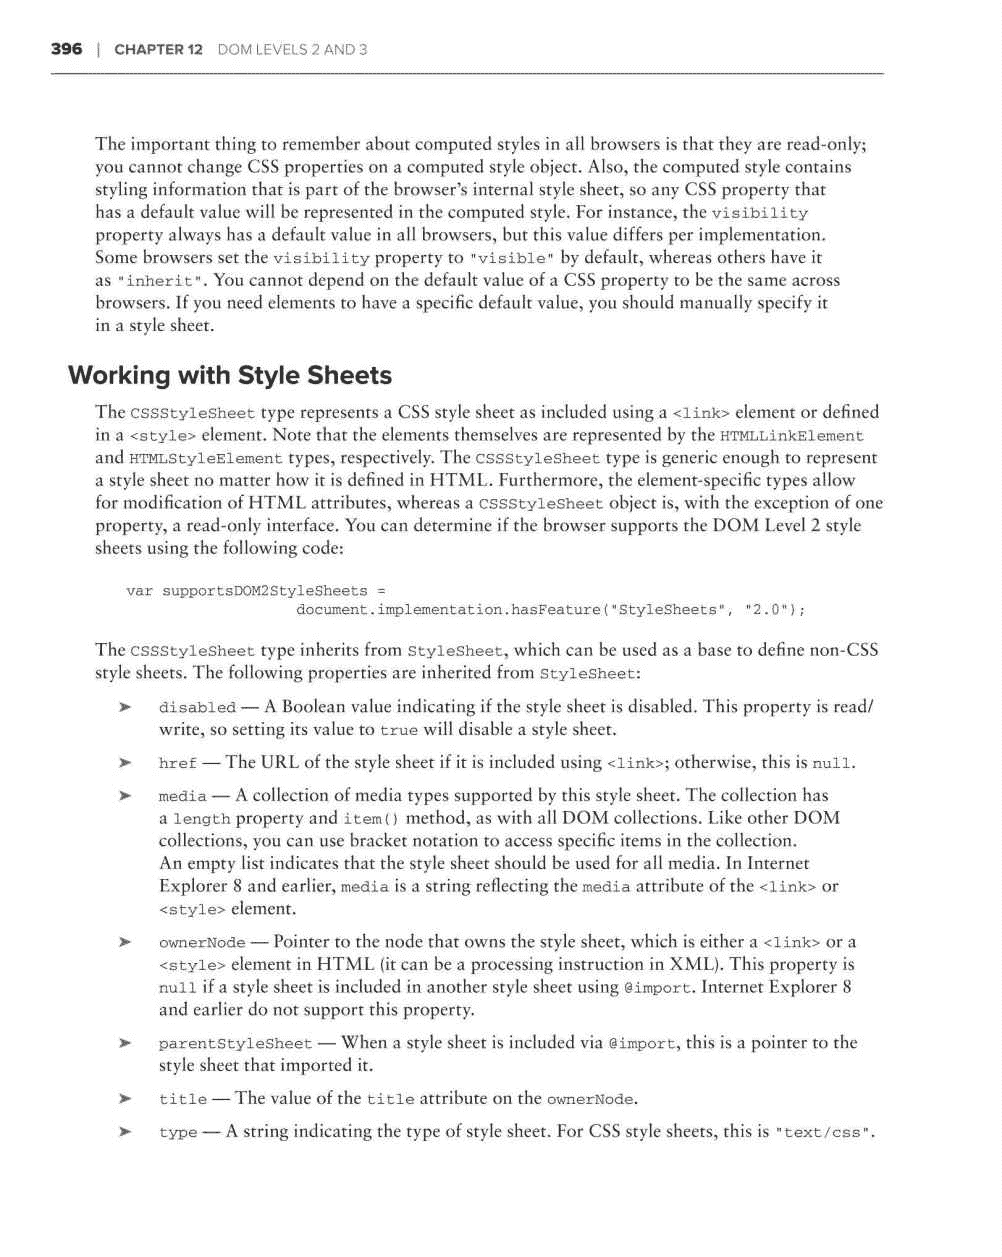 396 | CHAPTER 12 DOM LEVELS 2 AND 3
The important thing to remember about computed styles in all browsers is that they are read-only;
you cannot change CSS properties on a computed style object. Also, the computed style contains
styling information that is part of the browser's internal style sheet, so any CSS property that
has a default value will be represented in the computed style. For instance, the visibility
property always has a default value in all browsers, but this value differs per implementation.
Some browsers set the visibility property to "visible" by default, whereas others have it
as "inherit". You cannot depend on the default value of a CSS property to be the same across
browsers. If you need elements to have a specific default value, you should manually specify it
in a style sheet.
Working with Style Sheets
The CSSStyleSheet type represents a CSS style sheet as included using a <link> element or defined
in a <style> element. Note that the elements themselves are represented by the HTMLLinkElement
and HTMLStyleElement types, respectively. The CSSStyleSheet type is generic enough to represent
a style sheet no matter how it is defined in HTML. Furthermore, the element-specific types allow
for modification of HTML attributes, whereas a CSSStyleSheet object is, with the exception of one
property, a read-only interface. You can determine if the browser supports the DOM Level 2 style
sheets using the following code:
var supportsDOM2StyleSheets =
document.implementation.hasFeature("StyleSheets", "2.0");
The CSSStyleSheet type inherits from StyleSheet, which can be used as a base to define non-CSS
style sheets. The following properties are inherited from StyleSheet:
➤ disabled — A Boolean value indicating if the style sheet is disabled. This property is read/
write, so setting its value to true will disable a style sheet.
➤ href — The URL of the style sheet if it is included using <link>; otherwise, this is null.
➤ media — A collection of media types supported by this style sheet. The collection has
a length property and item() method, as with all DOM collections. Like other DOM
collections, you can use bracket notation to access specific items in the collection.
An empty list indicates that the style sheet should be used for all media. In Internet
Explorer 8 and earlier, media is a string reflecting the media attribute of the <link> or
<style> element.
➤ ownerNode — Pointer to the node that owns the style sheet, which is either a <link> or a
<style> element in HTML (it can be a processing instruction in XML). This property is
null if a style sheet is included in another style sheet using @import. Internet Explorer 8
and earlier do not support this property.
➤ parentStyleSheet — When a style sheet is included via @import, this is a pointer to the
style sheet that imported it.
➤ title — The value of the title attribute on the ownerNode.
➤ type — A string indicating the type of style sheet. For CSS style sheets, this is "text/css".